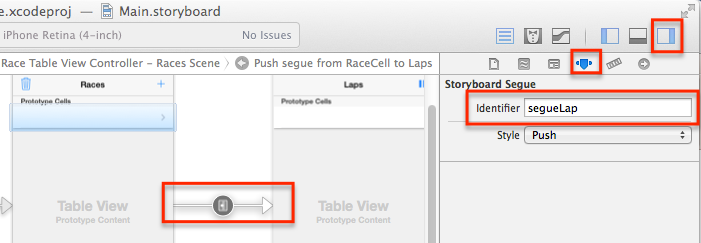 e.xcodeproj › Main.storyboard
iPhone Retina (4-inch)
No Issues
Race Table View Controller – Races Scene
Push segue from RaceCell to Laps
Races +
Prototype Cells
Table View
Prototype Content
Laps
Prototype Cells
Table View
Prototype Content
Storyboard Segue
Identifier segueLap
Style Push